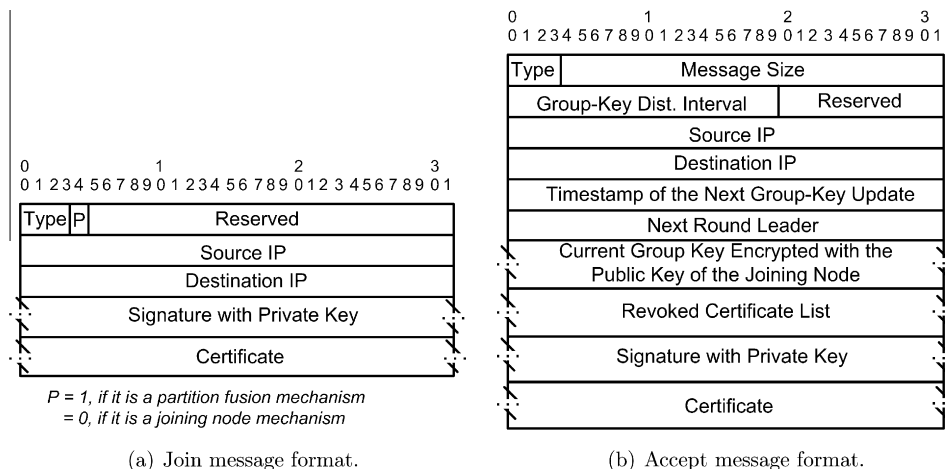 0 1 2 3
0 1 2 3 4 5 6 7 8 9 0 1 2 3 4 5 6 7 8 9 0 1 2 3 4 5 6 7 8 9 0 1
Type P Reserved
Source IP
Destination IP
Signature with Private Key
Certificate
P = 1, if it is a partition fusion mechanism
= 0, if it is a joining node mechanism
(a) Join message format.
0 1 2 3
0 1 2 3 4 5 6 7 8 9 0 1 2 3 4 5 6 7 8 9 0 1 2 3 4 5 6 7 8 9 0 1
Type Message Size
Group-Key Dist. Interval Reserved
Source IP
Destination IP
Timestamp of the Next Group-Key Update
Next Round Leader
Current Group Key Encrypted with the
Public Key of the Joining Node
Revoked Certificate List
Signature with Private Key
Certificate
(b) Accept message format.